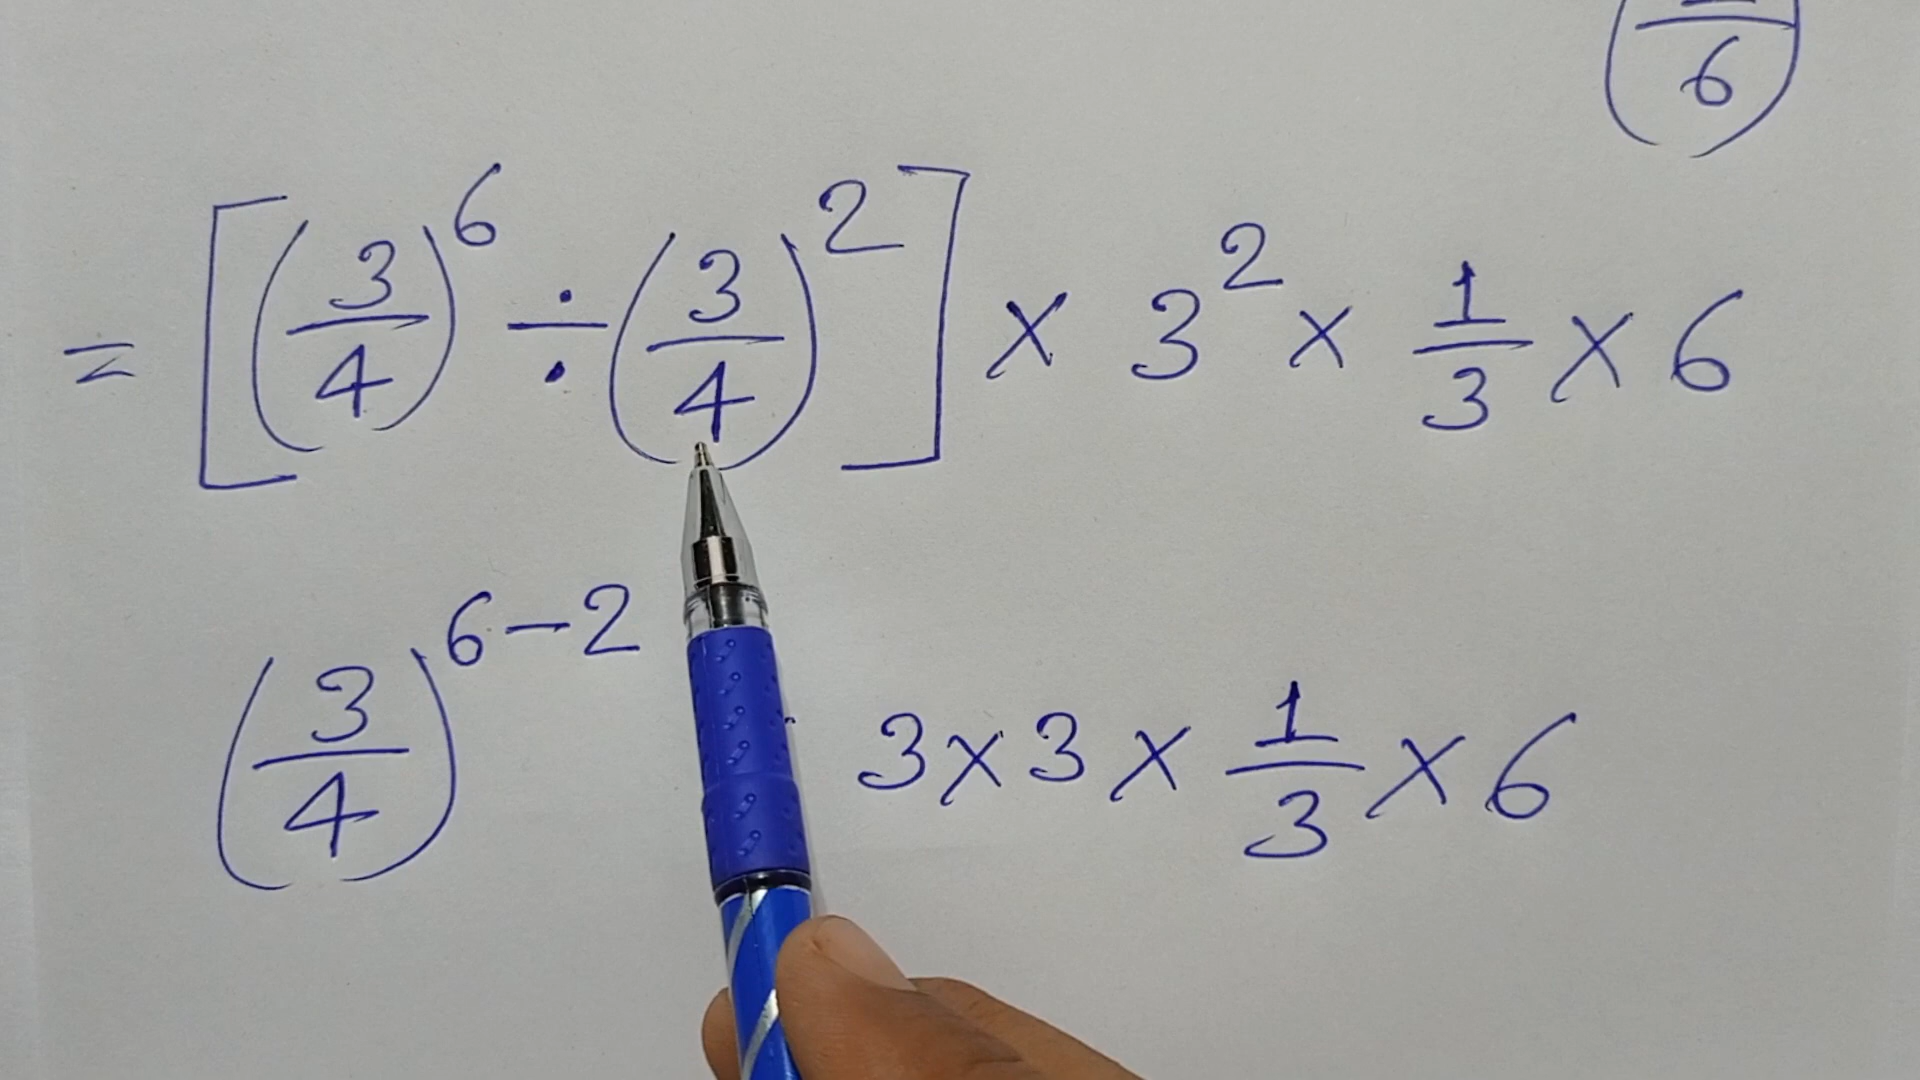 6
= [(3/4)^6 ÷ (3/4)^2] × 3^2 × 1/3 × 6
(3/4)^6-2 3×3× 1/3 × 6